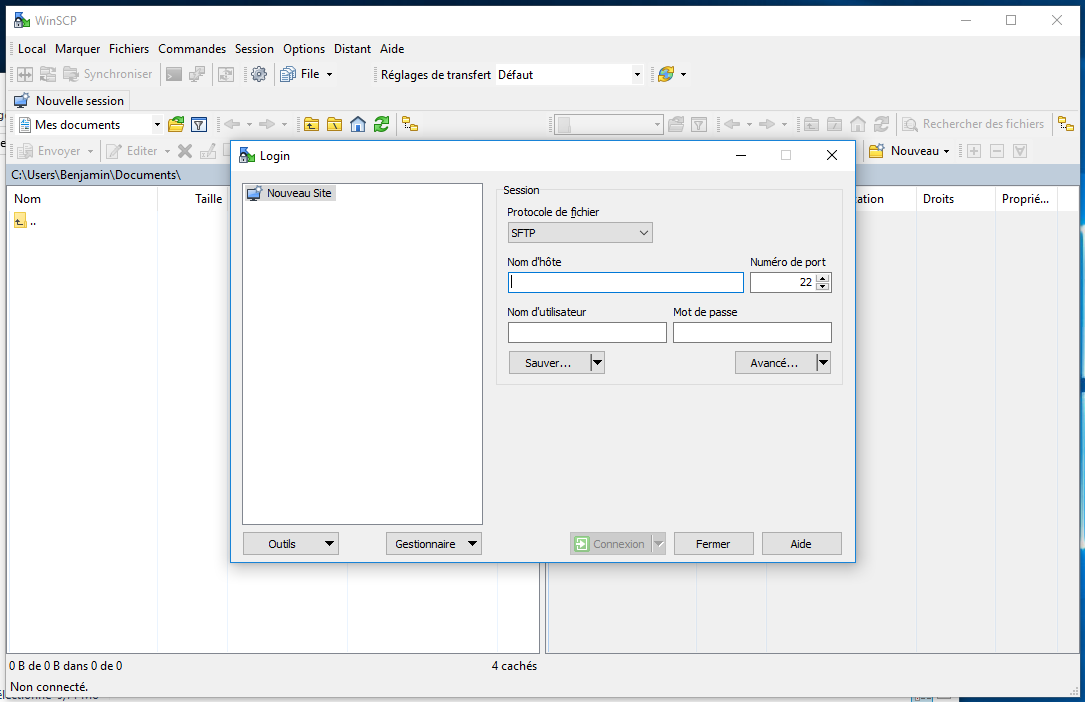 WinSCP
Local Marquer Fichiers Commandes Session Options Distant Aide
Synchroniser File Réglages de transfert Défaut
Nouvelle session
Mes documents Rechercher des fichiers
Envoyer Editer Nouveau
Login
C:\Users\Benjamin\Documents\
Nom Taille Droits Proprié...
..
Nouveau Site
Session
Protocole de fichier
SFTP
Nom d'hôte Numéro de port
22
Nom d'utilisateur Mot de passe
Sauver... Avancé...
Outils Gestionnaire Connexion Fermer Aide
0 B de 0 B dans 0 de 0 4 cachés
Non connecté.